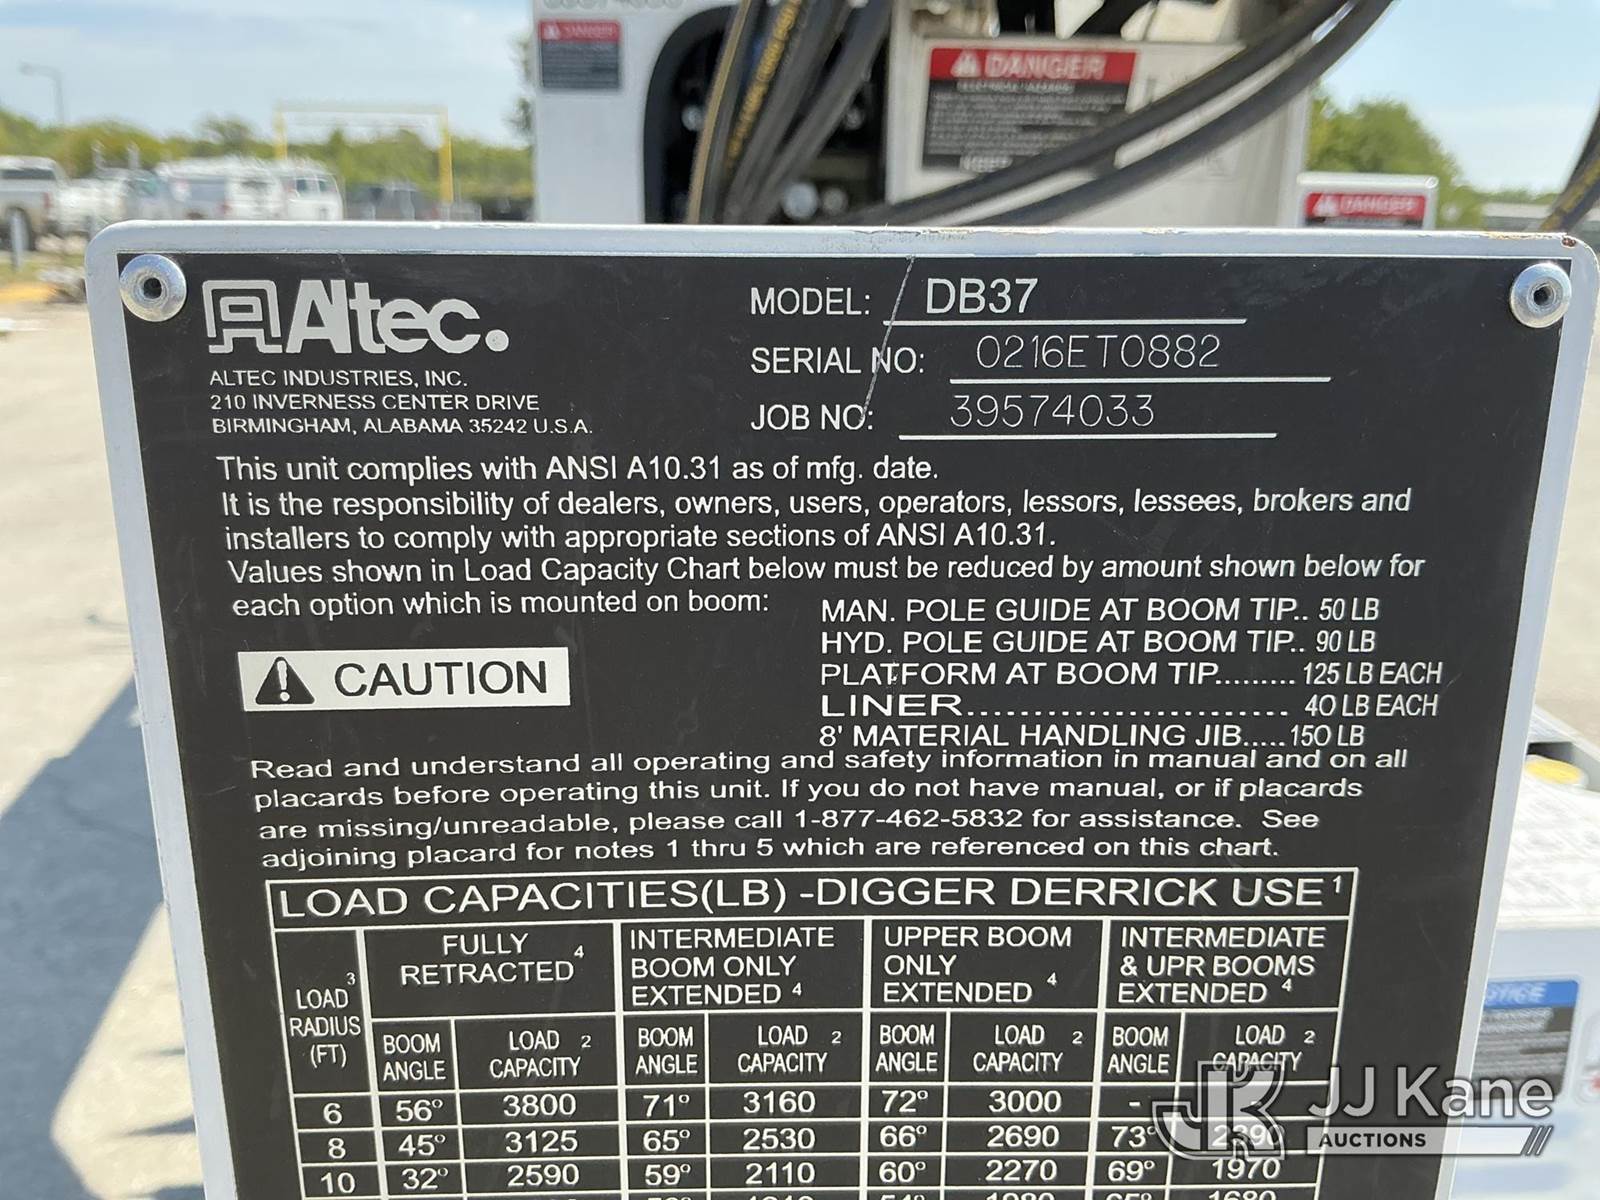 DANGER
DANGER
ELECTRICAL HAZARD
DANGER
Altec.
ALTEC INDUSTRIES, INC.
210 INVERNESS CENTER DRIVE
BIRMINGHAM, ALABAMA 35242 U.S.A.
MODEL: DB37
SERIAL NO: 0216ET0882
JOB NO: 39574033
This unit complies with ANSI A10.31 as of mfg. date.
It is the responsibility of dealers, owners, users, operators, lessors, lessees, brokers and
installers to comply with appropriate sections of ANSI A10.31.
Values shown in Load Capacity Chart below must be reduced by amount shown below for
each option which is mounted on boom:
MAN. POLE GUIDE AT BOOM TIP.. 50 LB
HYD. POLE GUIDE AT BOOM TIP.. 90 LB
PLATFORM AT BOOM TIP......... 125 LB EACH
LINER......................... 40 LB EACH
8' MATERIAL HANDLING JIB.....150 LB
CAUTION
Read and understand all operating and safety information in manual and on all
placards before operating this unit. If you do not have manual, or if placards
are missing/unreadable, please call 1-877-462-5832 for assistance. See
adjoining placard for notes 1 thru 5 which are referenced on this chart.
LOAD CAPACITIES(LB) -DIGGER DERRICK USE 1
LOAD 3
RADIUS
(FT)
FULLY
RETRACTED 4
INTERMEDIATE
BOOM ONLY
EXTENDED 4
UPPER BOOM
ONLY
EXTENDED 4
INTERMEDIATE
& UPR BOOMS
EXTENDED 4
BOOM
ANGLE
LOAD 2
CAPACITY
BOOM
ANGLE
LOAD 2
CAPACITY
BOOM
ANGLE
LOAD 2
CAPACITY
BOOM
ANGLE
LOAD 2
CAPACITY
6 56° 3800 71° 3160 72° 3000 - -
8 45° 3125 65° 2530 66° 2690 73° 2390
10 32° 2590 59° 2110 60° 2270 69° 1970
NOTICE
JK
JJ Kane
AUCTIONS